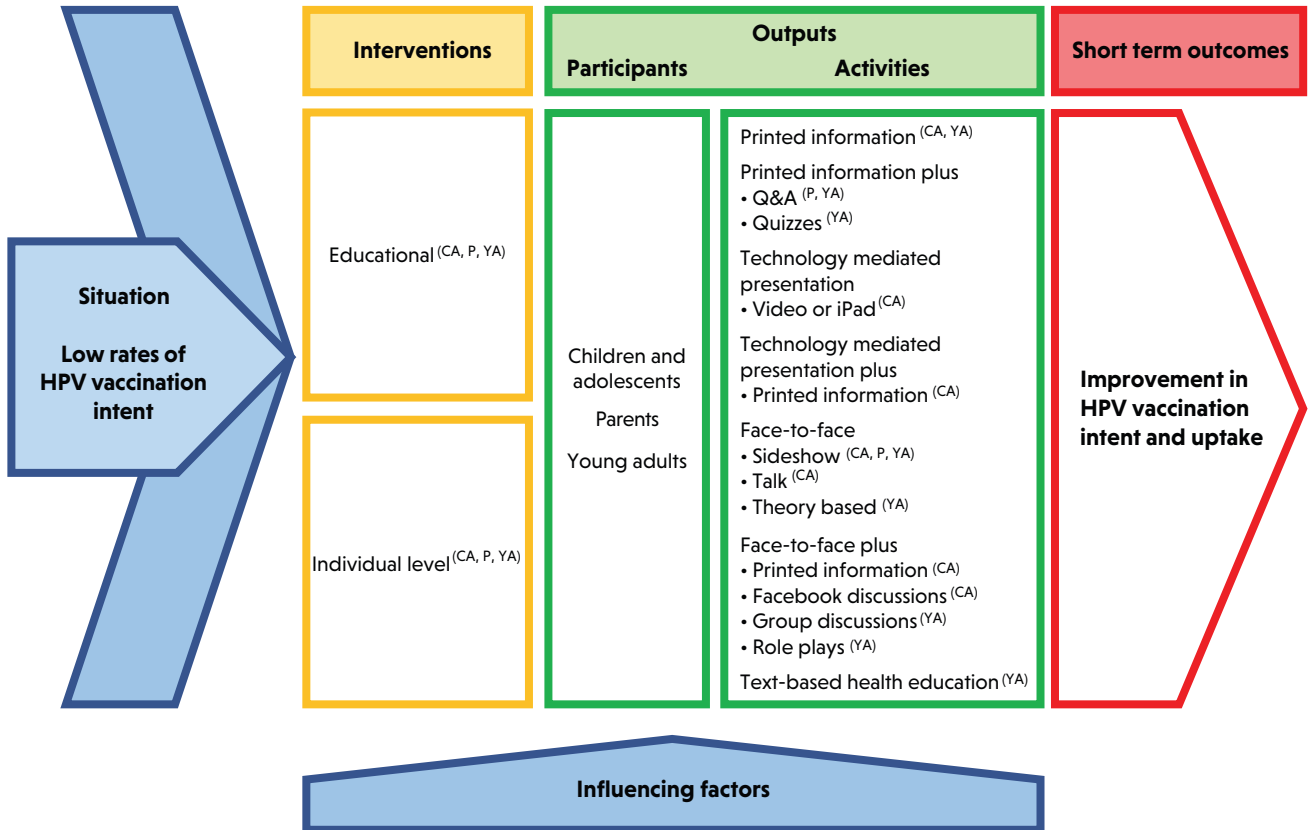 Situation
Low rates of
HPV vaccination
intent
Interventions
Educational (CA, P, YA)
Individual level (CA, P, YA)
Outputs
Participants
Activities
Children and
adolescents
Parents
Young adults
Printed information (CA, YA)
Printed information plus
• Q&A (P, YA)
• Quizzes (YA)
Technology mediated
presentation
• Video or iPad (CA)
Technology mediated
presentation plus
• Printed information (CA)
Face-to-face
• Sideshow (CA, P, YA)
• Talk (CA)
• Theory based (YA)
Face-to-face plus
• Printed information (CA)
• Facebook discussions (CA)
• Group discussions (YA)
• Role plays (YA)
Text-based health education (YA)
Short term outcomes
Improvement in
HPV vaccination
intent and uptake
Influencing factors